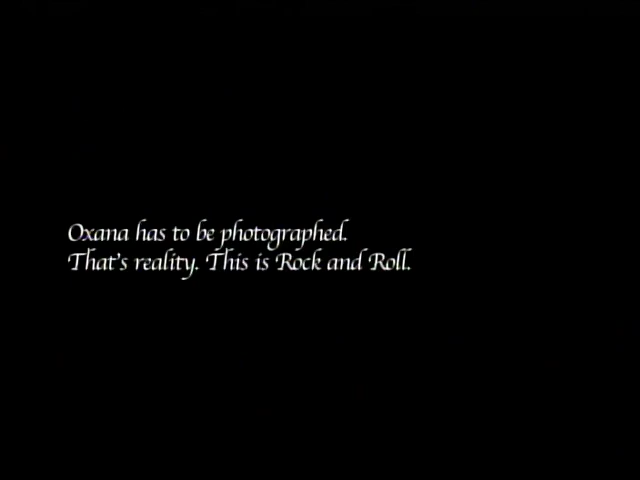 Oxana has to be photographed.
That's reality. This is Rock and Roll.